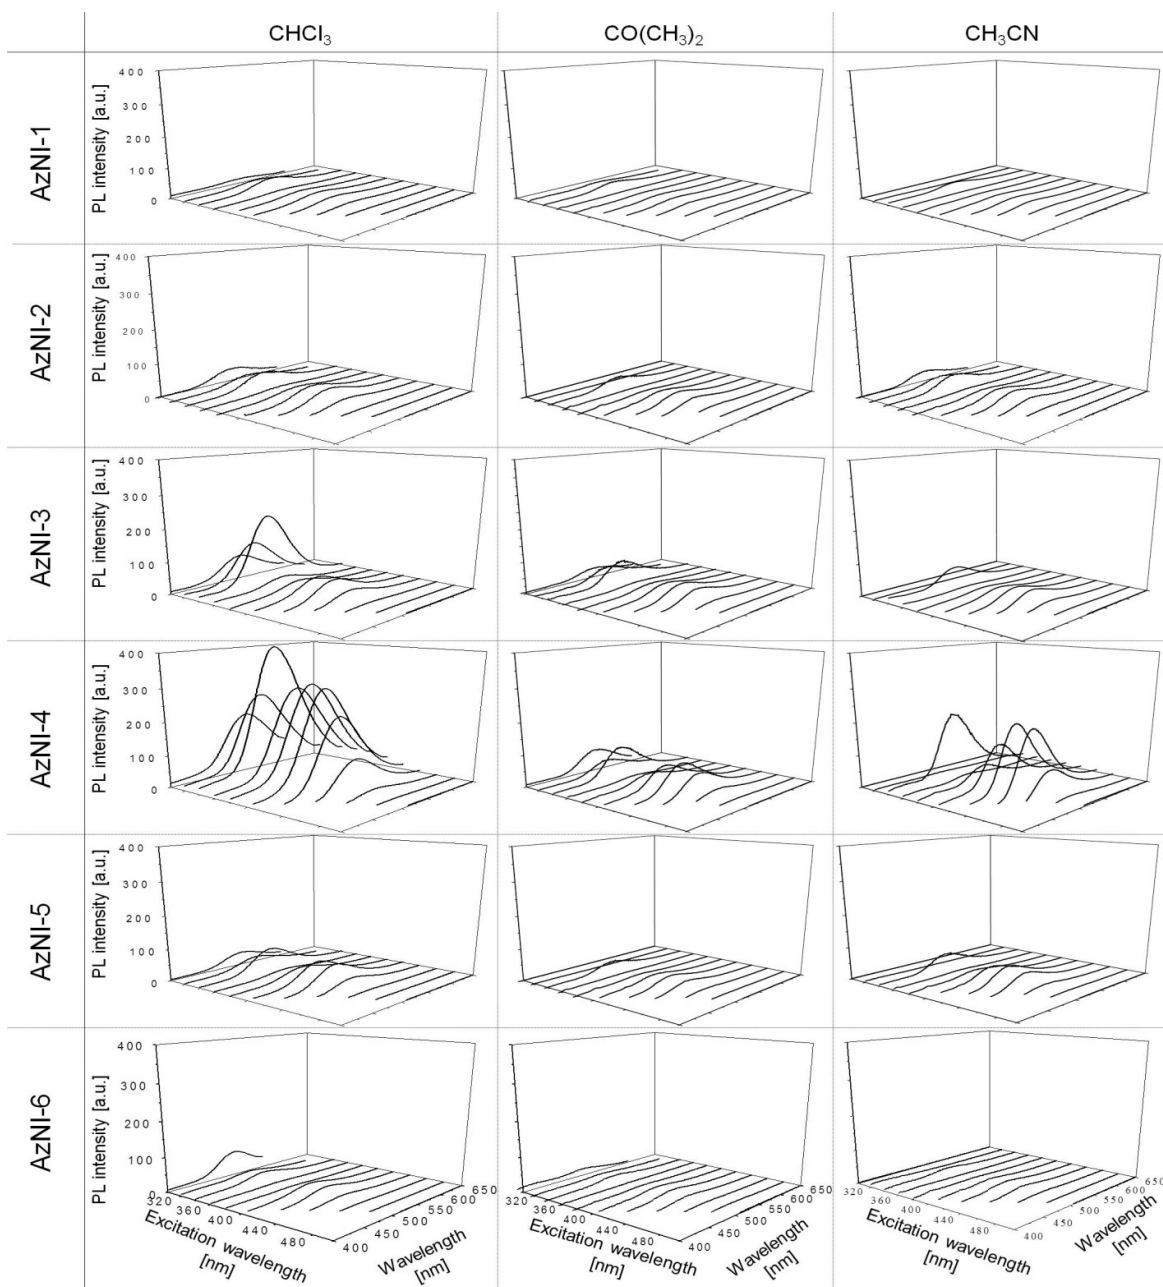 CHCl₃ CO(CH₃)₂ CH₃CN
AzNI-1
PL intensity [a.u.]
400
300
200
100
0
AzNI-2
PL intensity [a.u.]
400
300
200
100
0
AzNI-3
PL intensity [a.u.]
400
300
200
100
0
AzNI-4
PL intensity [a.u.]
400
300
200
100
0
AzNI-5
PL intensity [a.u.]
400
300
200
100
0
AzNI-6
PL intensity [a.u.]
400
300
200
100
0
320 360 400 440 480
Excitation wavelength
[nm]
400 450 500 550 600 650
Wavelength
[nm]
320 360 400 440 480
Excitation wavelength
[nm]
400 450 500 550 600 650
Wavelength
[nm]
320 360 400 440 480
Excitation wavelength
[nm]
400 450 500 550 600 650
Wavelength
[nm]